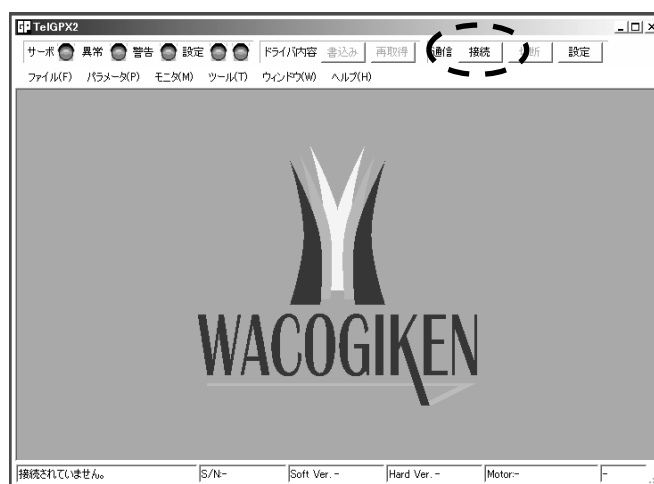 TelGPX2
サーボ 異常 警告 設定 ドライバ内容 書込み 再取得 通信 接続 切断 設定
ファイル(F) パラメータ(P) モニタ(M) ツール(T) ウィンドウ(W) ヘルプ(H)
WACOGIKEN
接続されていません。 S/N:- Soft Ver. - Hard Ver. - Motor:- -